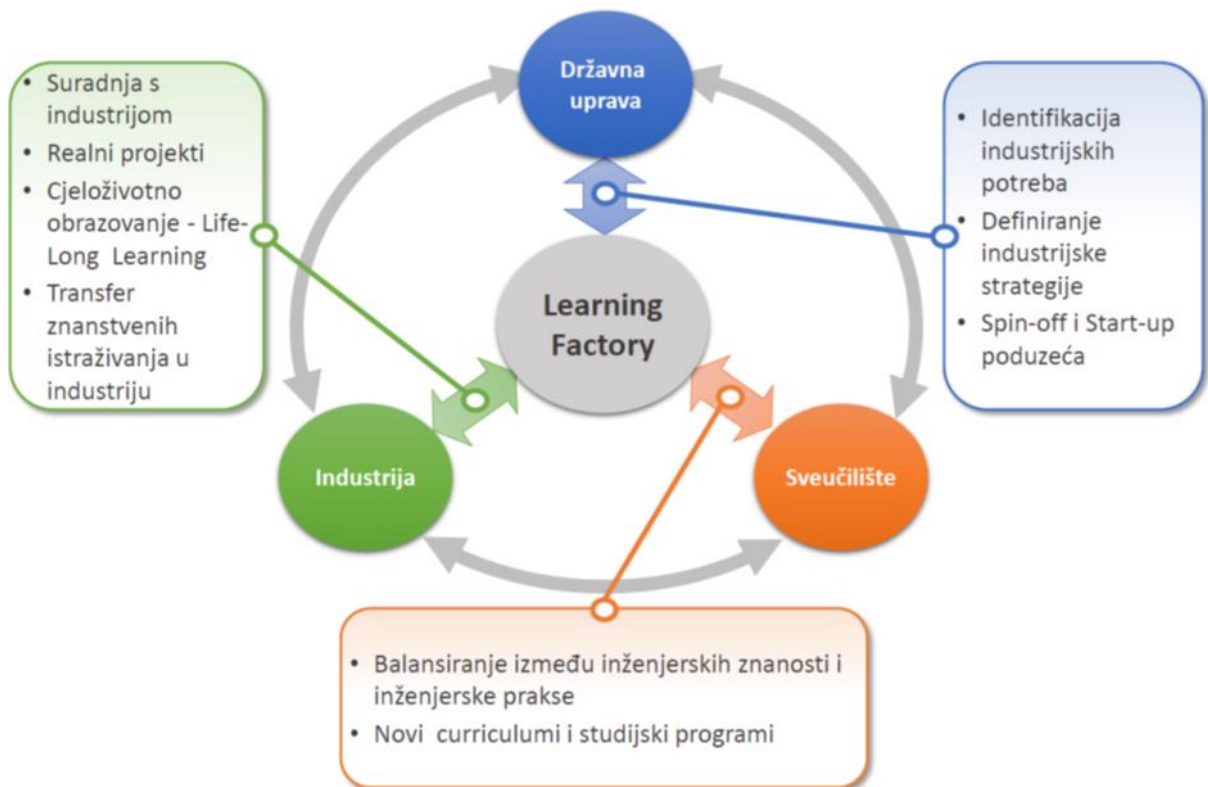 Državna
uprava
• Suradnja s
industrijom
• Realni projekti
• Cjeloživotno
obrazovanje - Life-
Long Learning
• Transfer
znanstvenih
istraživanja u
industriju
• Identifikacija
industrijskih
potreba
• Definiranje
industrijske
strategije
• Spin-off i Start-up
poduzeća
Learning
Factory
Industrija
Sveučilište
• Balansiranje između inženjerskih znanosti i
inženjerske prakse
• Novi curriculumi i studijski programi